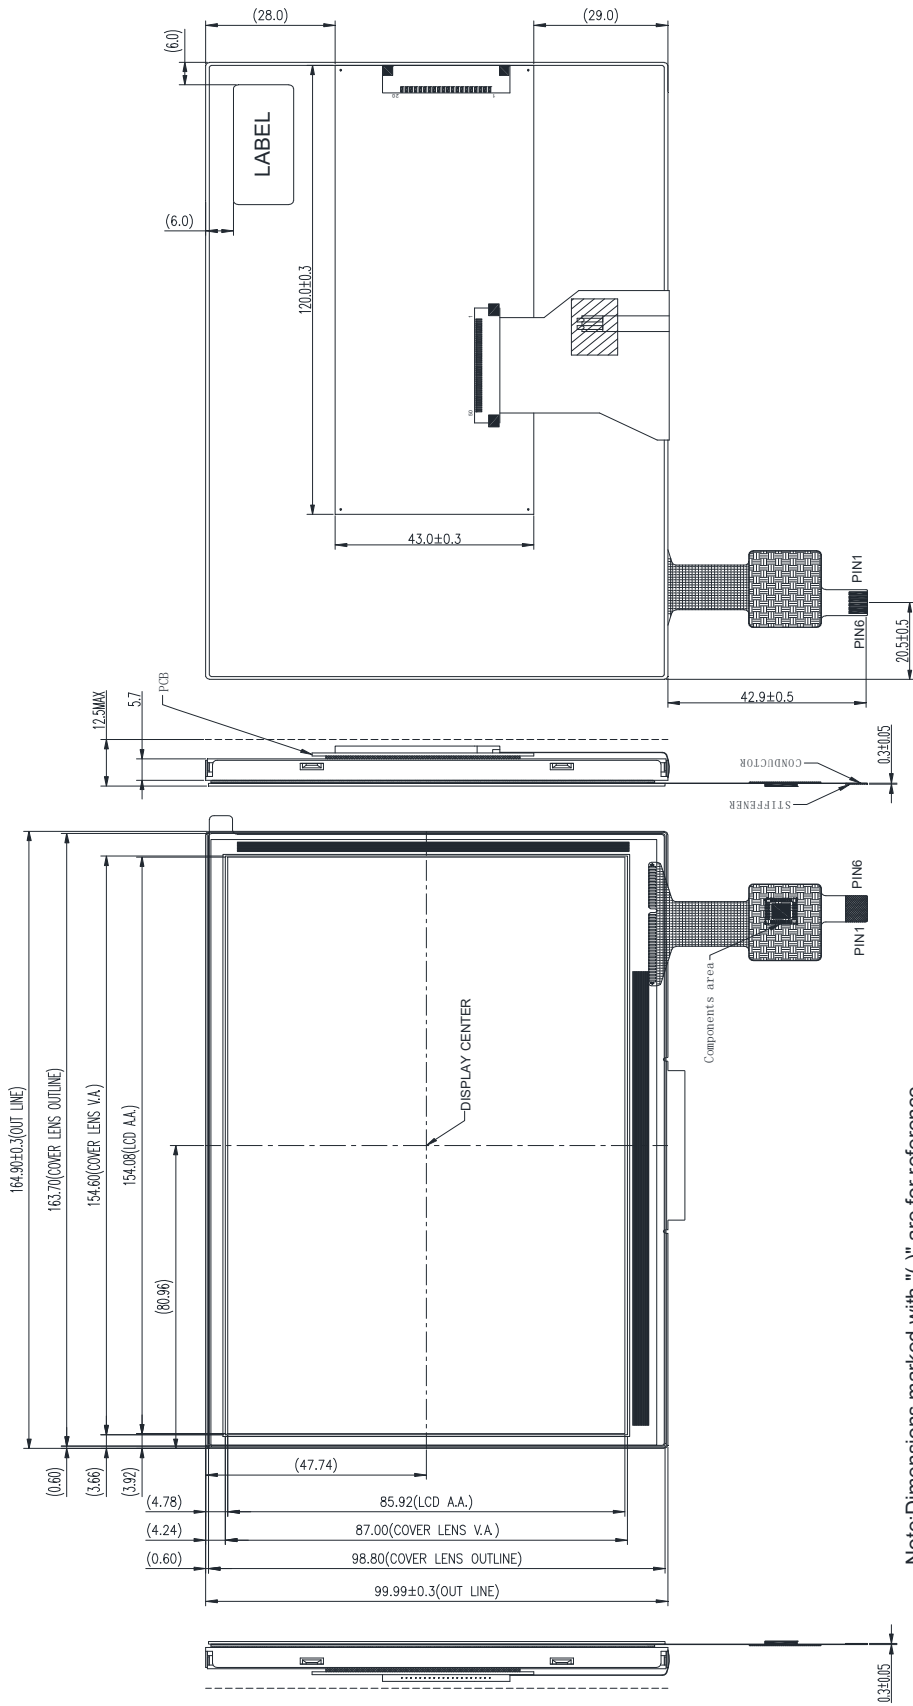 (28.0)
(29.0)
(6.0)
LABEL
(6.0)
20
1
120.0±0.3
1
50
43.0±0.3
PIN1
PIN6
20.5±0.5
42.9±0.5
12.5MAX
5.7
PCB
0.3±0.05
CONDUCTOR
STIFFENER
PIN6
PIN1
Components area
DISPLAY CENTER
164.90±0.3(OUT LINE)
163.70(COVER LENS OUTLINE)
154.60(COVER LENS V.A.)
154.08(LCD A.A.)
(80.96)
(0.60)
(3.66)
(3.92)
(47.74)
(4.78)
85.92(LCD A.A.)
(4.24)
87.00(COVER LENS V.A.)
(0.60)
98.80(COVER LENS OUTLINE)
99.99±0.3(OUT LINE)
0.3±0.05
Note:Dimensions marked with "( )" are for reference